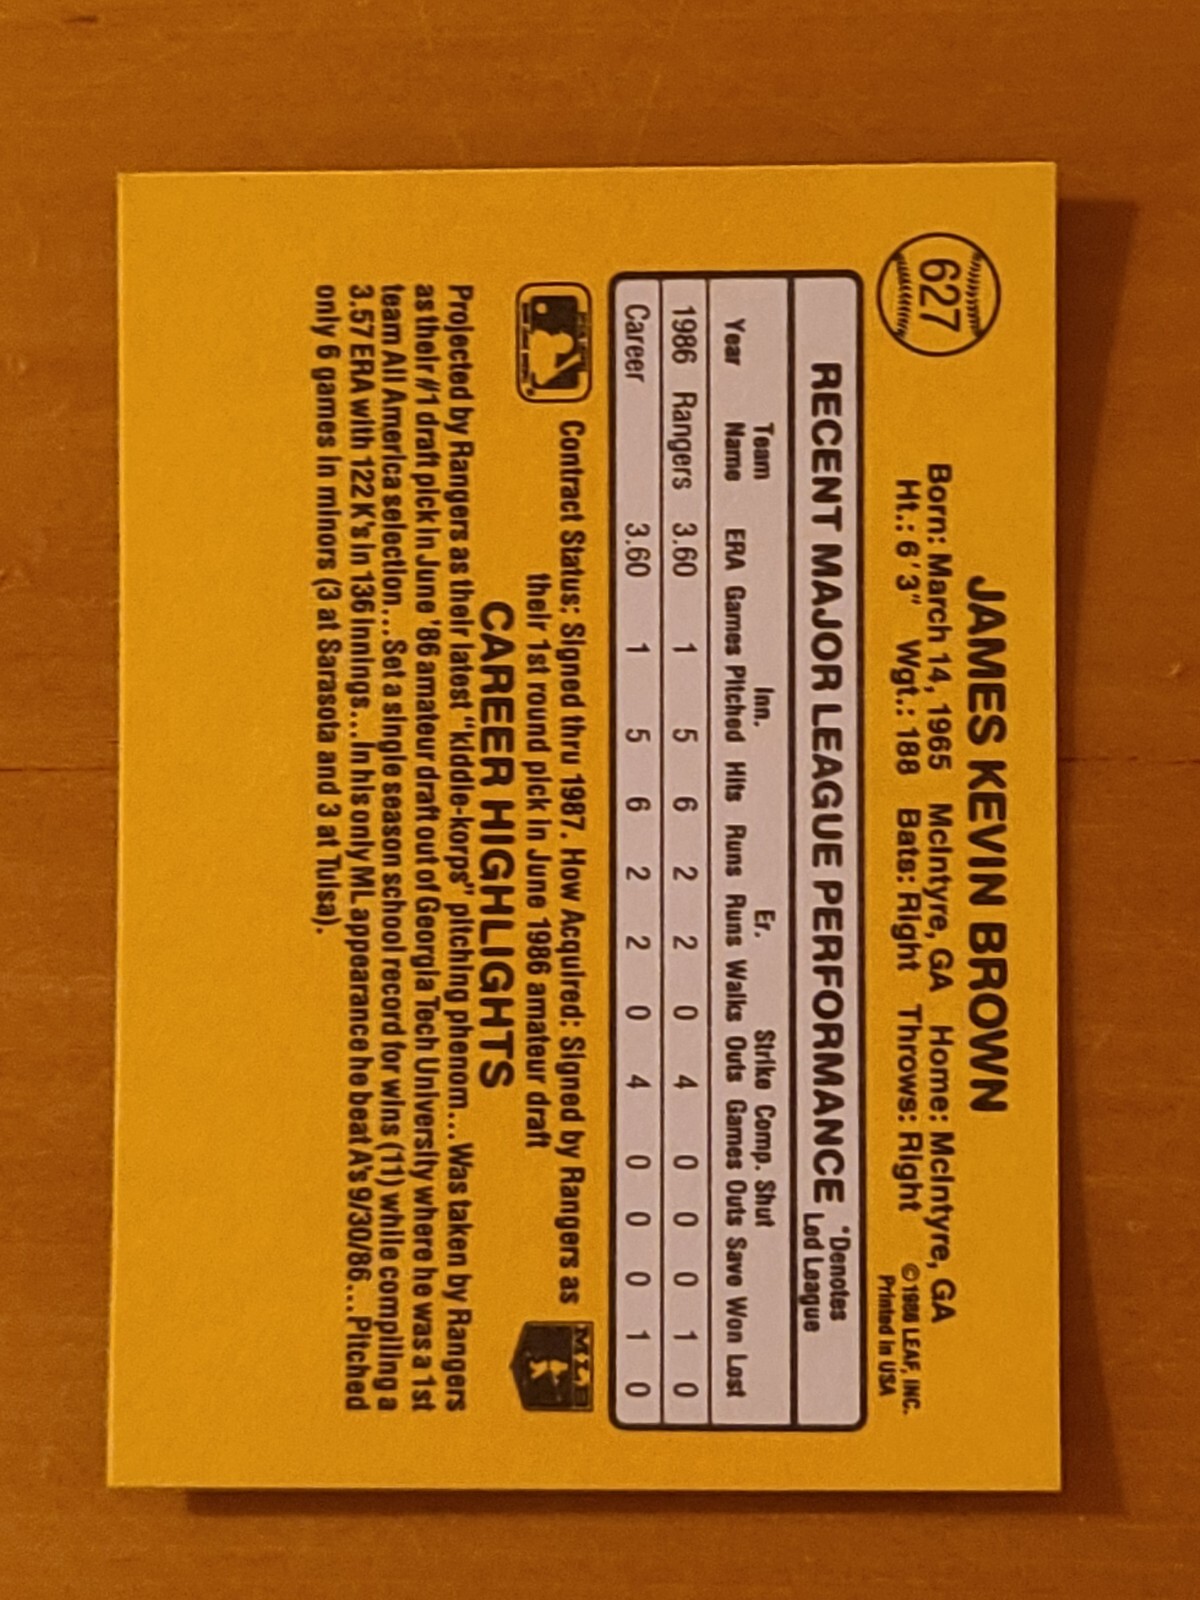 627
JAMES KEVIN BROWN
Born: March 14, 1965 McIntyre, GA Home: McIntyre, GA
Ht.: 6'3" Wgt.: 188 Bats: Right Throws: Right
©1986 LEAF, INC.
Printed in USA
RECENT MAJOR LEAGUE PERFORMANCE *Denotes
Led League
Team Inn. Er. Strike Comp. Shut
Year Name ERA Games Pitched Hits Runs Runs Walks Outs Games Outs Save Won Lost
1986 Rangers 3.60 1 5 6 2 2 0 4 0 0 0 1 0
Career 3.60 1 5 6 2 2 0 4 0 0 0 1 0
Contract Status: Signed thru 1987. How Acquired: Signed by Rangers as
their 1st round pick in June 1986 amateur draft
MLB
CAREER HIGHLIGHTS
Projected by Rangers as their latest "kiddie-korps" pitching phenom...Was taken by Rangers
as their #1 draft pick in June '86 amateur draft out of Georgia Tech University where he was a 1st
team All America selection...Set a single season school record for wins (11) while compiling a
3.57 ERA with 122 K's in 136 innings...In his only ML appearance he beat A's 9/30/86...Pitched
only 6 games in minors (3 at Sarasota and 3 at Tulsa).